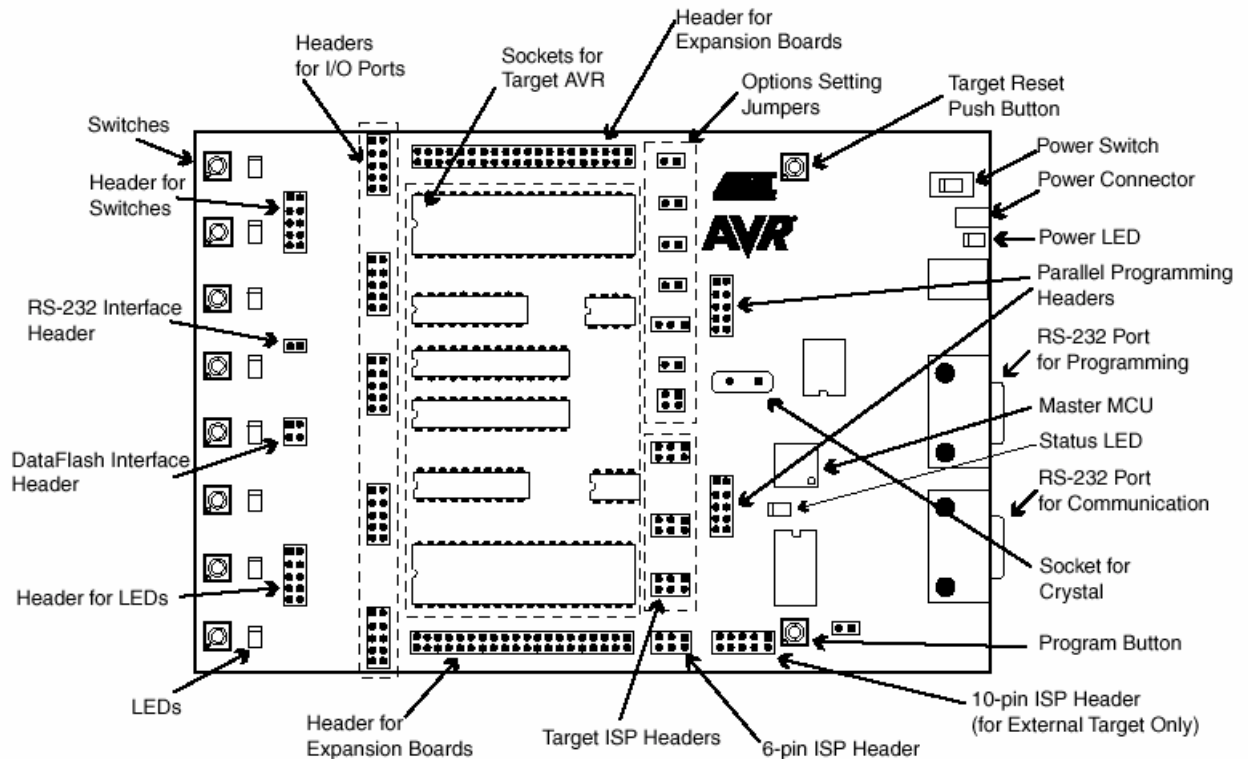 Header for
Expansion Boards
Headers
for I/O Ports
Sockets for
Target AVR
Options Setting
Jumpers
Target Reset
Push Button
Switches
Header for
Switches
Power Switch
Power Connector
Power LED
Parallel Programming
Headers
RS-232 Interface
Header
RS-232 Port
for Programming
Master MCU
Status LED
DataFlash Interface
Header
RS-232 Port
for Communication
Socket for
Crystal
Header for LEDs
Program Button
LEDs
Header for
Expansion Boards
Target ISP Headers
6-pin ISP Header
10-pin ISP Header
(for External Target Only)
AVR®